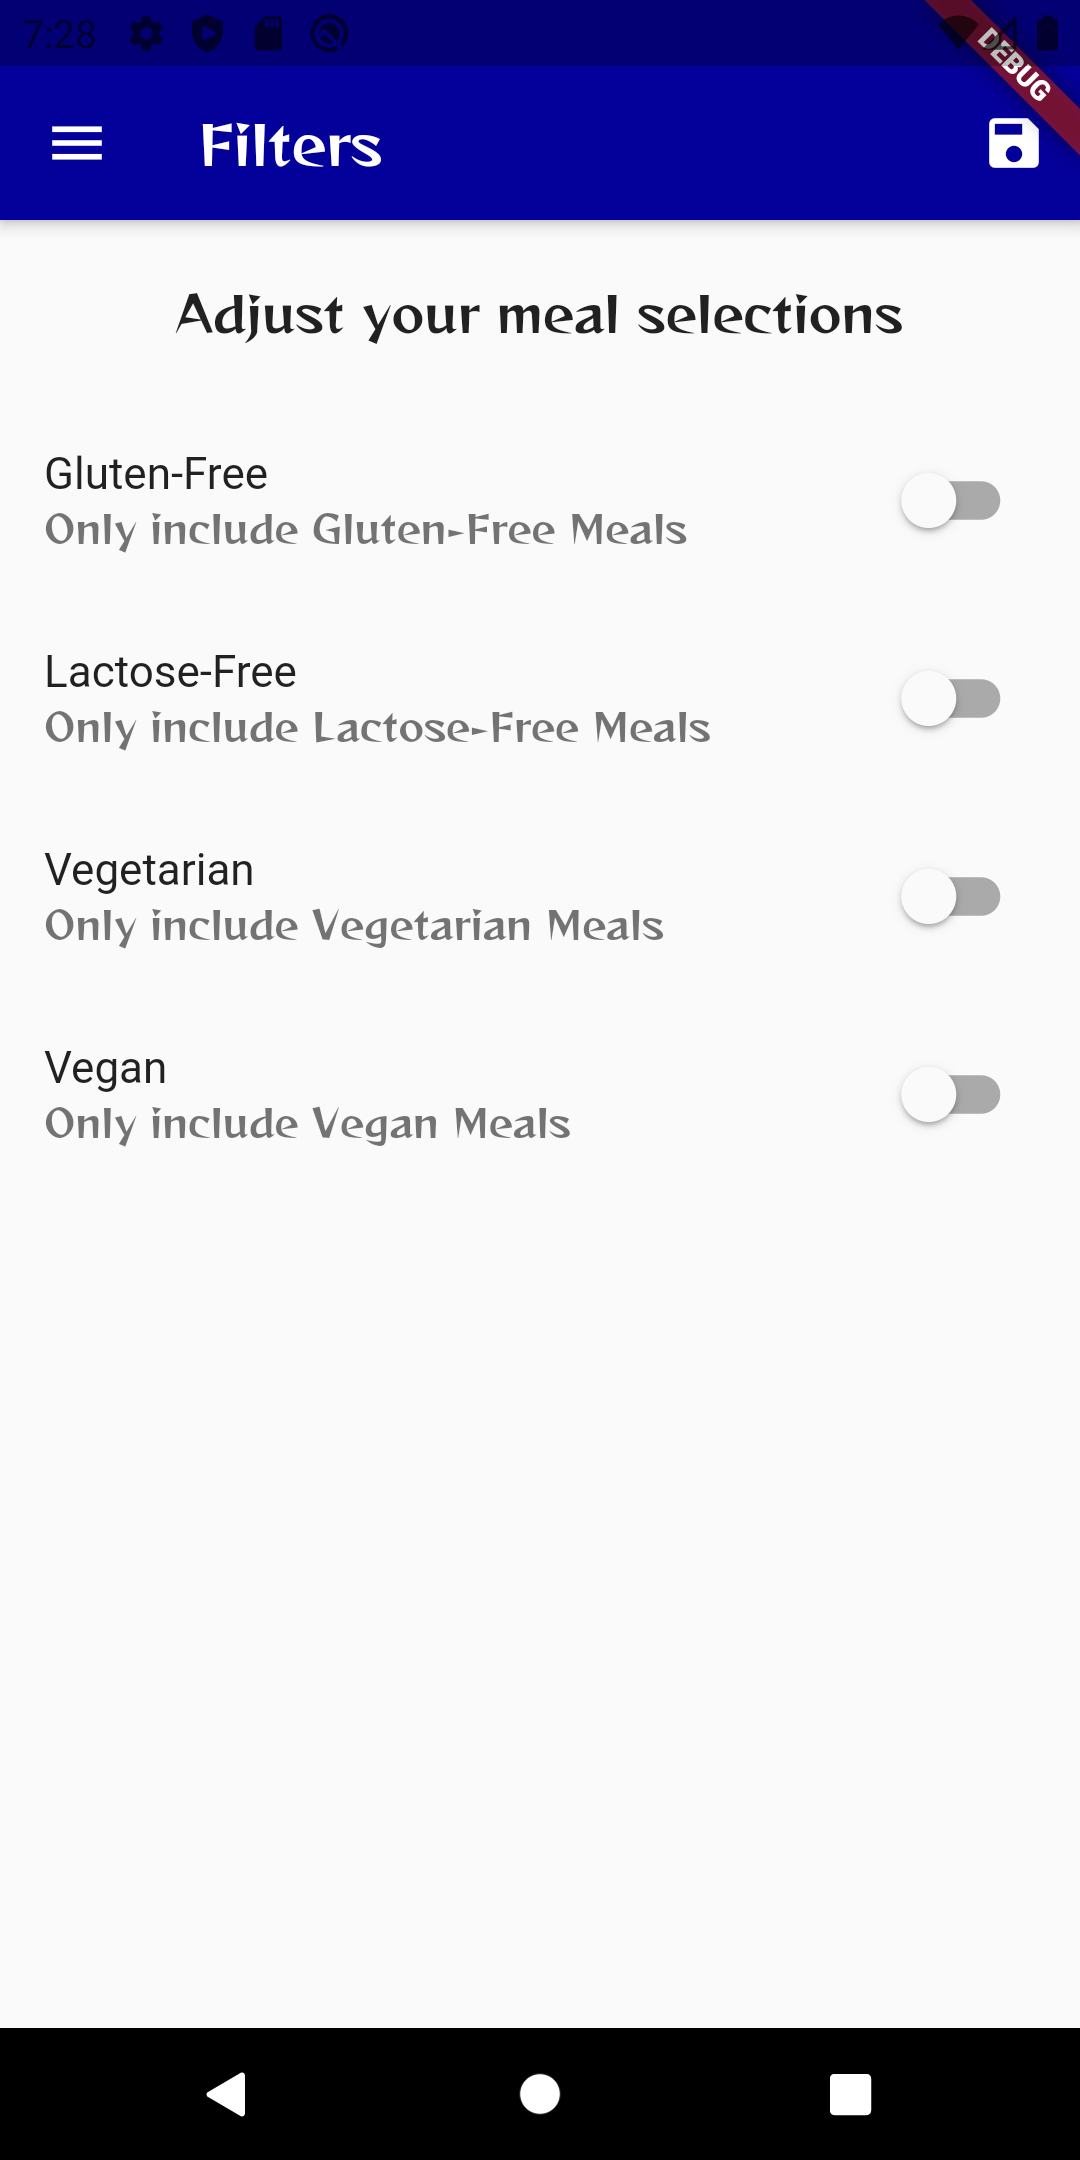 7:28
DEBUG
Filters
Adjust your meal selections
Gluten-Free
Only include Gluten-Free Meals
Lactose-Free
Only include Lactose-Free Meals
Vegetarian
Only include Vegetarian Meals
Vegan
Only include Vegan Meals